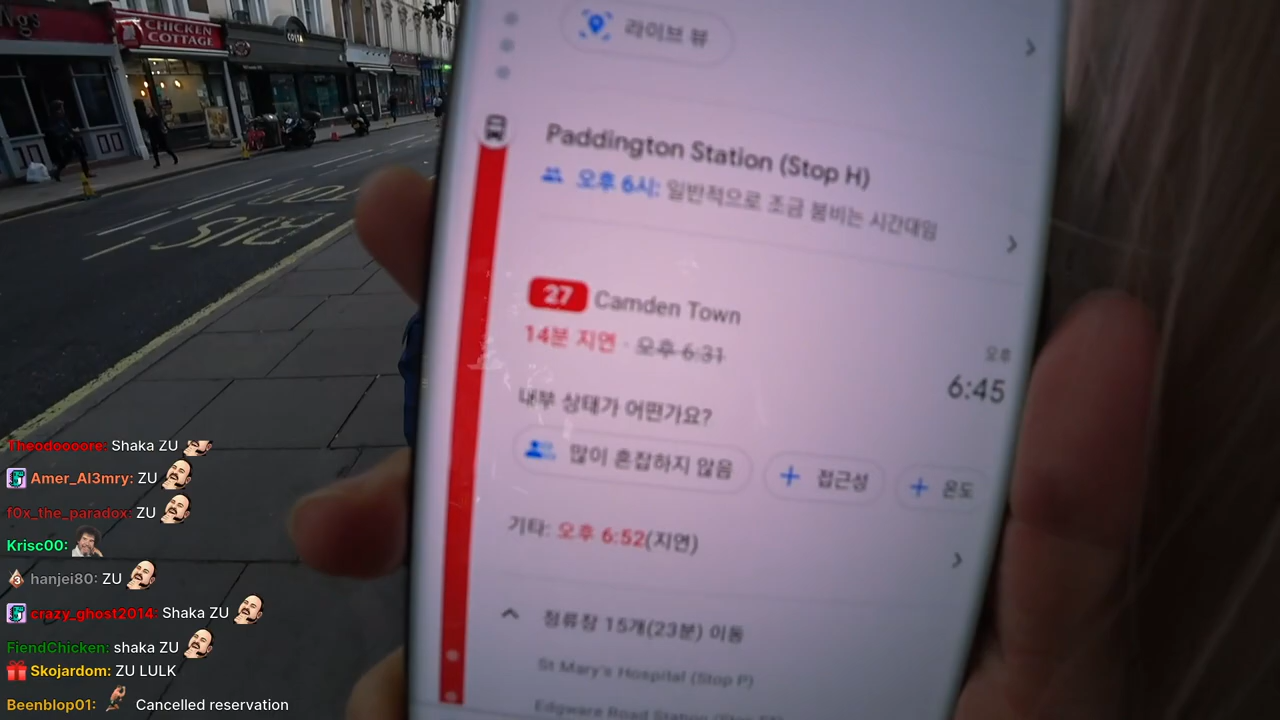 CHICKEN
COTTAGE
라이브 뷰
Paddington Station (Stop H)
오후 6시: 일반적으로 조금 붐비는 시간대임
27 Camden Town
14분 지연 · 오후 6:31
오후
6:45
내부 상태가 어떤가요?
많이 혼잡하지 않음
+ 접근성
+ 온도
기타: 오후 6:52(지연)
정류장 15개(23분) 이동
St Mary's Hospital (Stop P)
Edgware Road Station
BUS
Theodoooore: Shaka ZU
Amer_Al3mry: ZU
f0x_the_paradox: ZU
Krisc00:
hanjei80: ZU
crazy_ghost2014: Shaka ZU
FiendChicken: shaka ZU
Skojardom: ZU LULK
Beenblop01: Cancelled reservation